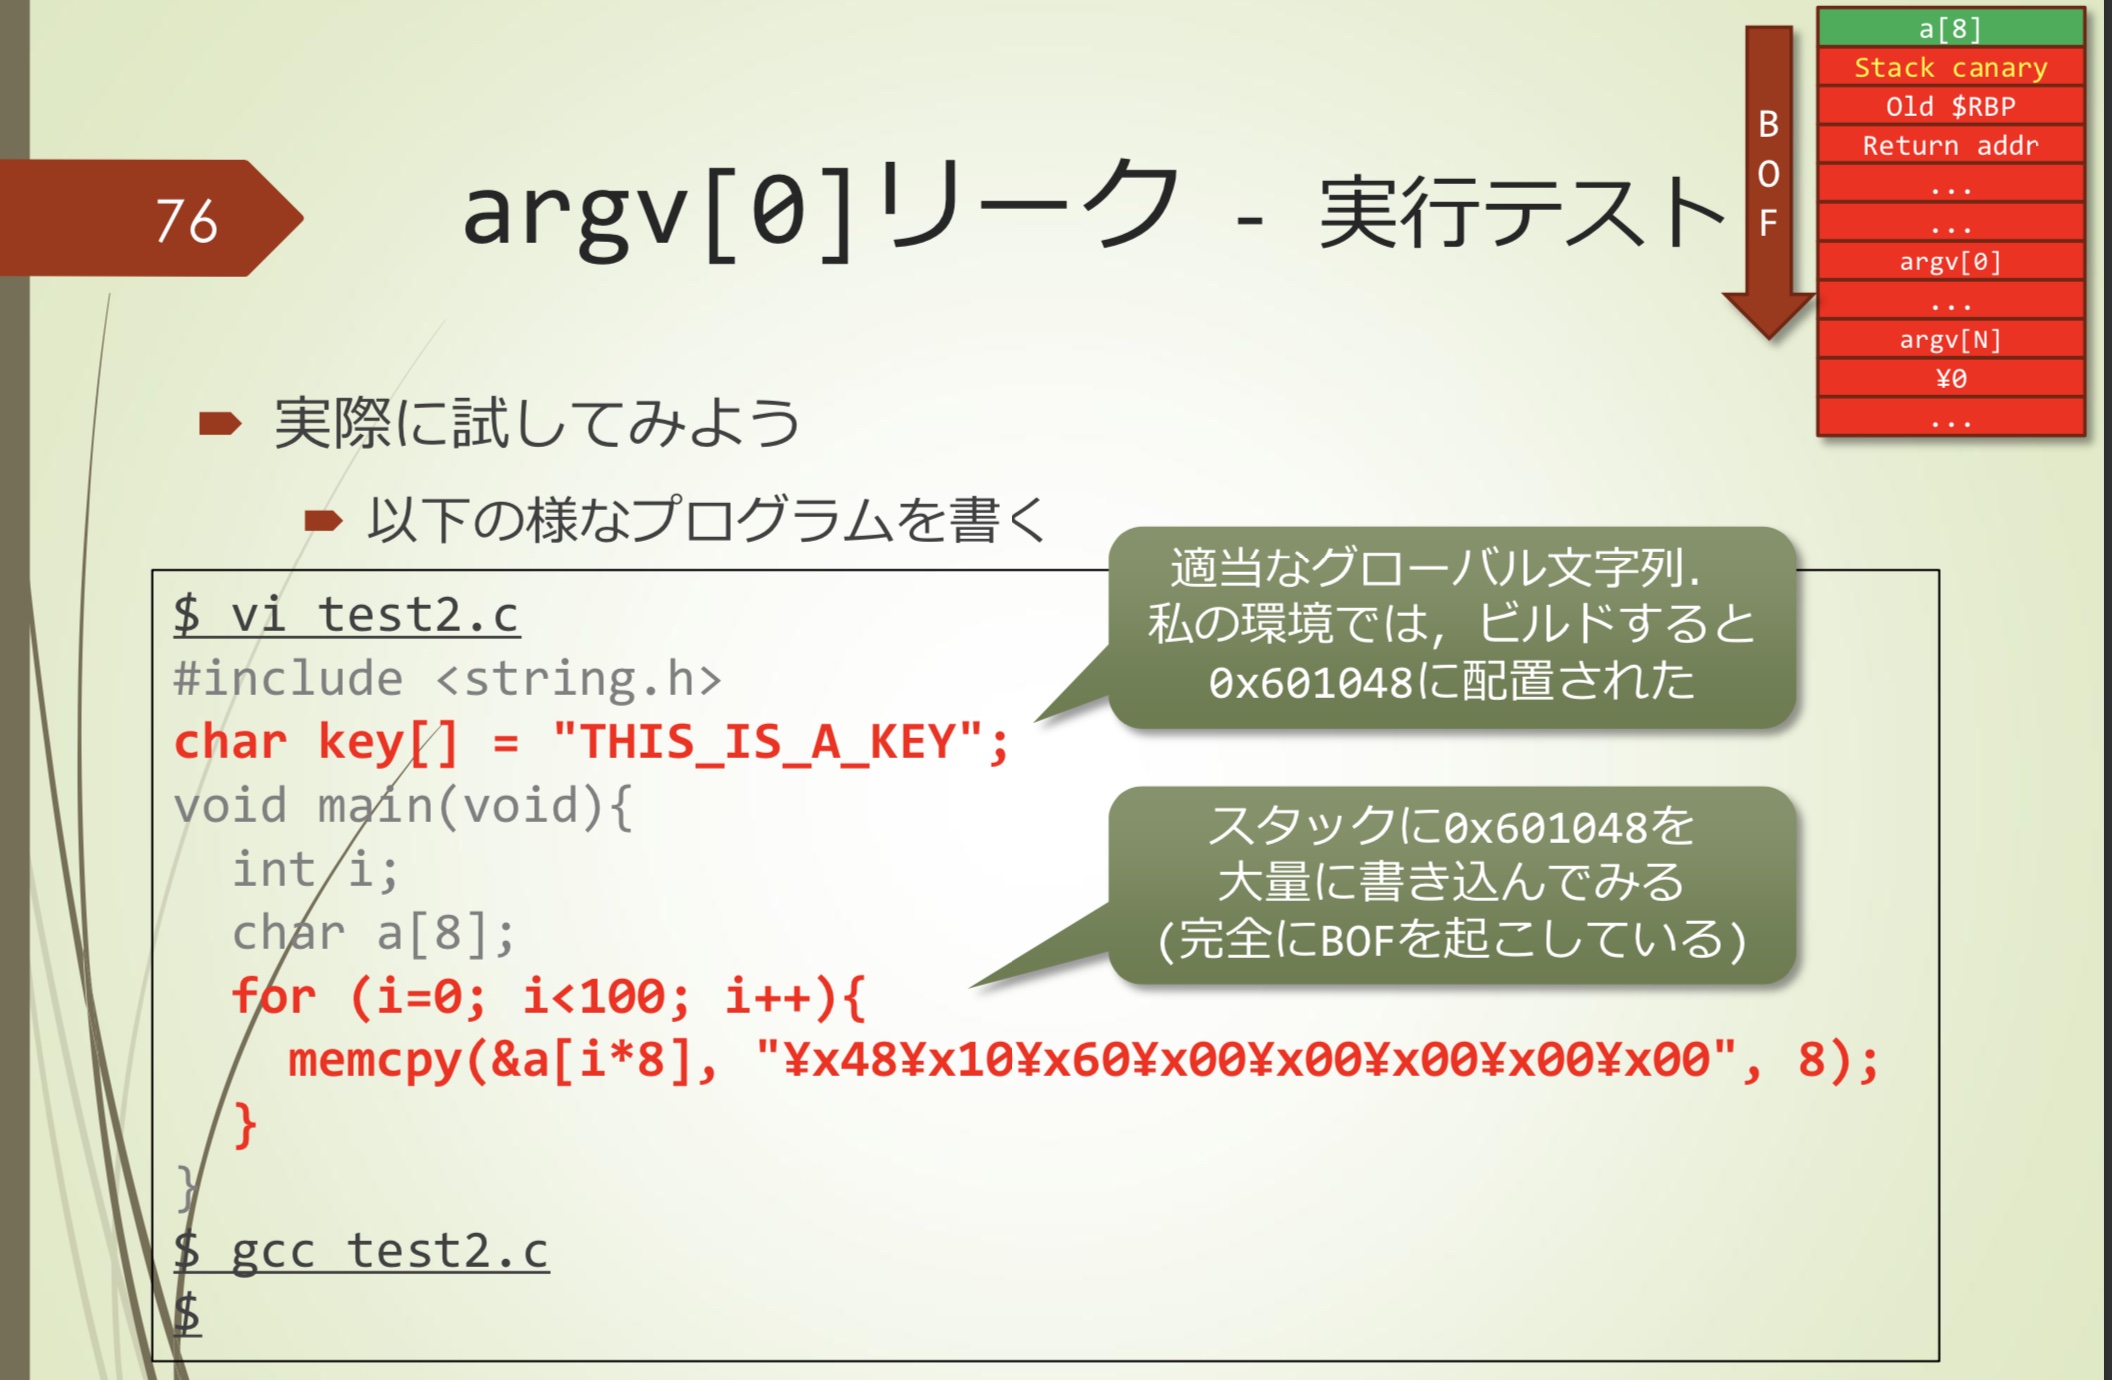 76
argv[0]リーク - 実行テスト
B
O
F
a[8]
Stack canary
Old $RBP
Return addr
...
...
argv[0]
...
argv[N]
¥0
...
実際に試してみよう
以下の様なプログラムを書く
適当なグローバル文字列.
私の環境では, ビルドすると
0x601048に配置された
$ vi test2.c
#include <string.h>
char key[] = "THIS_IS_A_KEY";
void main(void){
int i;
char a[8];
スタックに0x601048を
大量に書き込んでみる
(完全にBOFを起こしている)
for (i=0; i<100; i++){
memcpy(&a[i*8], "¥x48¥x10¥x60¥x00¥x00¥x00¥x00¥x00", 8);
}
}
$ gcc test2.c
$